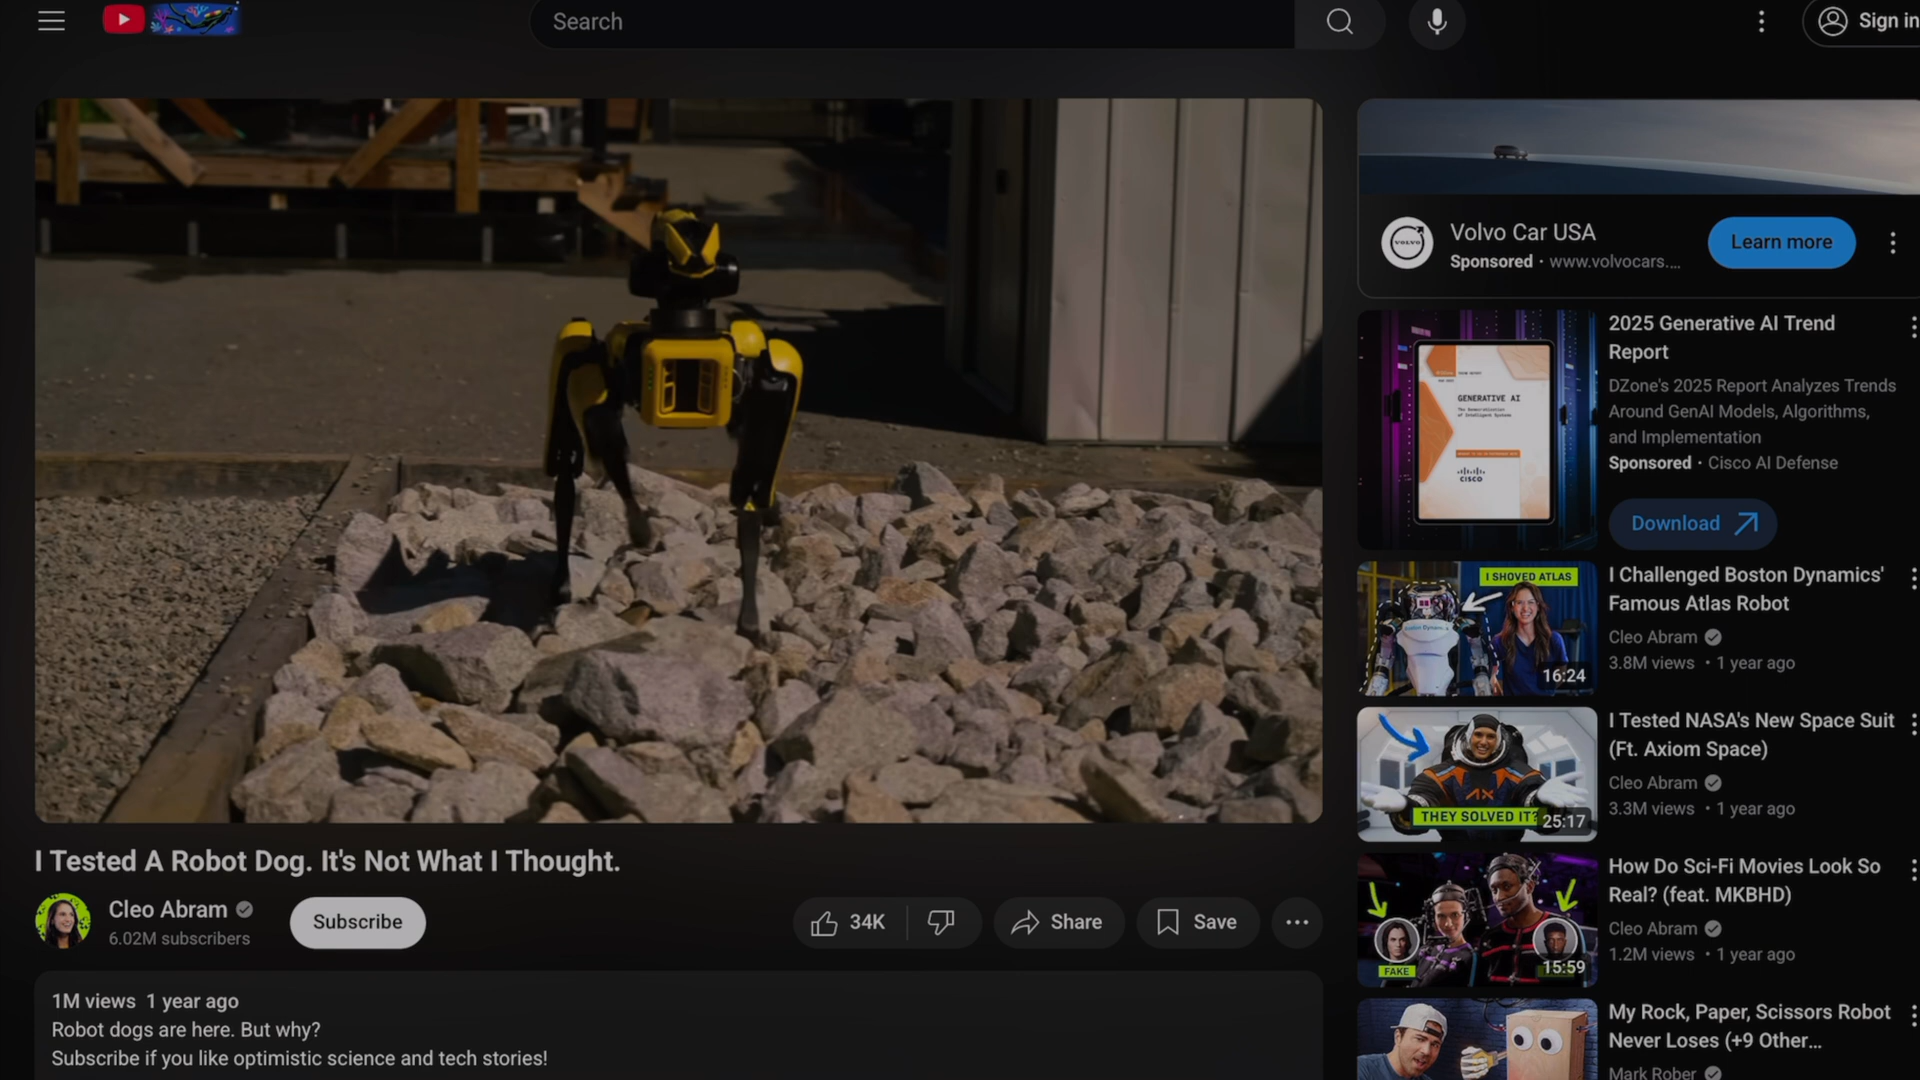 Search
Sign in
Volvo Car USA
Sponsored · www.volvocars....
Learn more
VOLVO
2025 Generative AI Trend
Report
DZone's 2025 Report Analyzes Trends
Around GenAI Models, Algorithms,
and Implementation
Sponsored · Cisco AI Defense
Download
GENERATIVE AI
CISCO
I SHOVED ATLAS
16:24
I Challenged Boston Dynamics'
Famous Atlas Robot
Cleo Abram
3.8M views • 1 year ago
THEY SOLVED IT?
25:17
I Tested NASA's New Space Suit
(Ft. Axiom Space)
Cleo Abram
3.3M views • 1 year ago
FAKE
15:59
How Do Sci-Fi Movies Look So
Real? (feat. MKBHD)
Cleo Abram
1.2M views • 1 year ago
My Rock, Paper, Scissors Robot
Never Loses (+9 Other...
Mark Rober
I Tested A Robot Dog. It's Not What I Thought.
Cleo Abram
6.02M subscribers
Subscribe
34K
Share
Save
1M views 1 year ago
Robot dogs are here. But why?
Subscribe if you like optimistic science and tech stories!